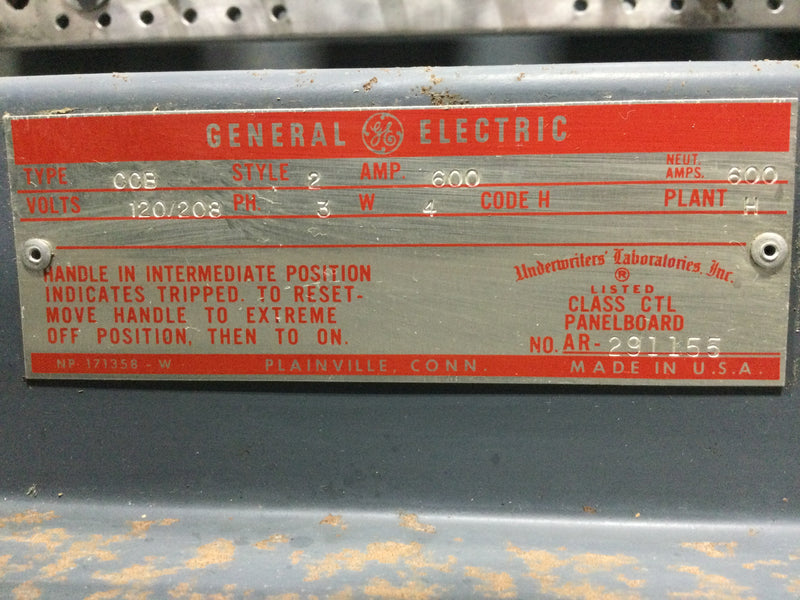 GENERAL GE ELECTRIC
TYPE CCB STYLE 2 AMP. 600 NEUT. AMPS. 600
VOLTS 120/208 PH 3 W 4 CODE H PLANT H
HANDLE IN INTERMEDIATE POSITION
INDICATES TRIPPED. TO RESET-
MOVE HANDLE TO EXTREME
OFF POSITION, THEN TO ON.
Underwriters' Laboratories, Inc.
®
LISTED
CLASS CTL
PANELBOARD
NO. AR-291155
NP-171358-W PLAINVILLE, CONN. MADE IN U.S.A.